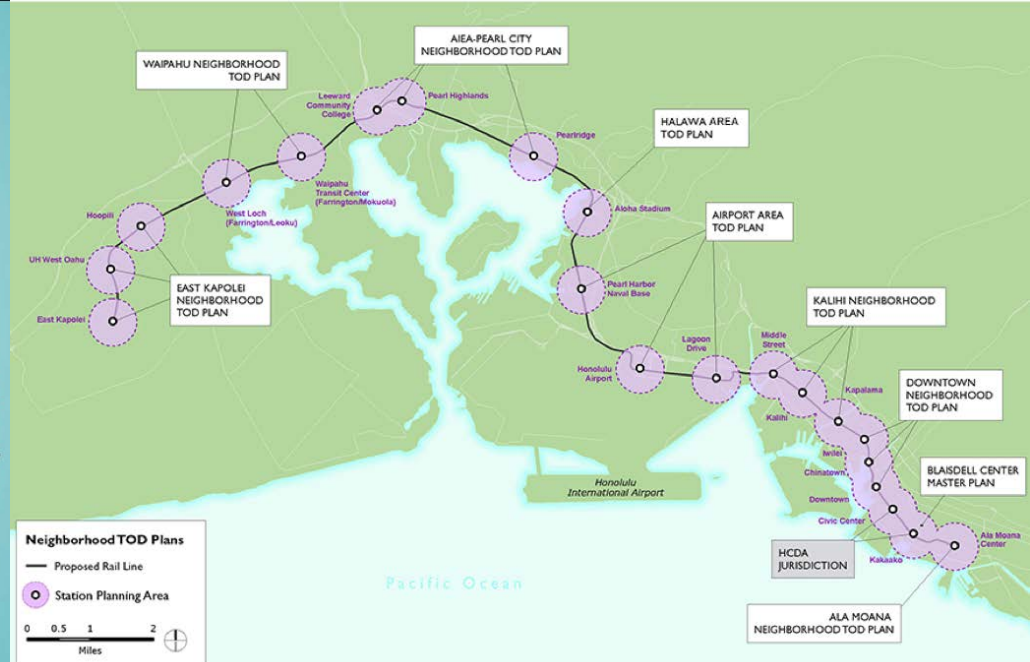 AIEA-PEARL CITY
NEIGHBORHOOD TOD PLAN
WAIPAHU NEIGHBORHOOD
TOD PLAN
Leeward
Community
College
Pearl Highlands
HALAWA AREA
TOD PLAN
Pearlridge
Waipahu
Transit Center
(Farrington/Mokuola)
West Loch
(Farrington/Leoku)
Hoopili
Aloha Stadium
AIRPORT AREA
TOD PLAN
UH West Oahu
EAST KAPOLEI
NEIGHBORHOOD
TOD PLAN
East Kapolei
Pearl Harbor
Naval Base
KALIHI NEIGHBORHOOD
TOD PLAN
Middle
Street
Lagoon
Drive
Honolulu
Airport
Kapalama
DOWNTOWN
NEIGHBORHOOD
TOD PLAN
Kalihi
Iwilei
Chinatown
BLAISDELL CENTER
MASTER PLAN
Honolulu
International Airport
Downtown
Civic Center
Ala Moana
Center
HCDA
JURISDICTION
Kakaako
Pacific Ocean
ALA MOANA
NEIGHBORHOOD TOD PLAN
Neighborhood TOD Plans
Proposed Rail Line
Station Planning Area
0 0.5 1 2
Miles